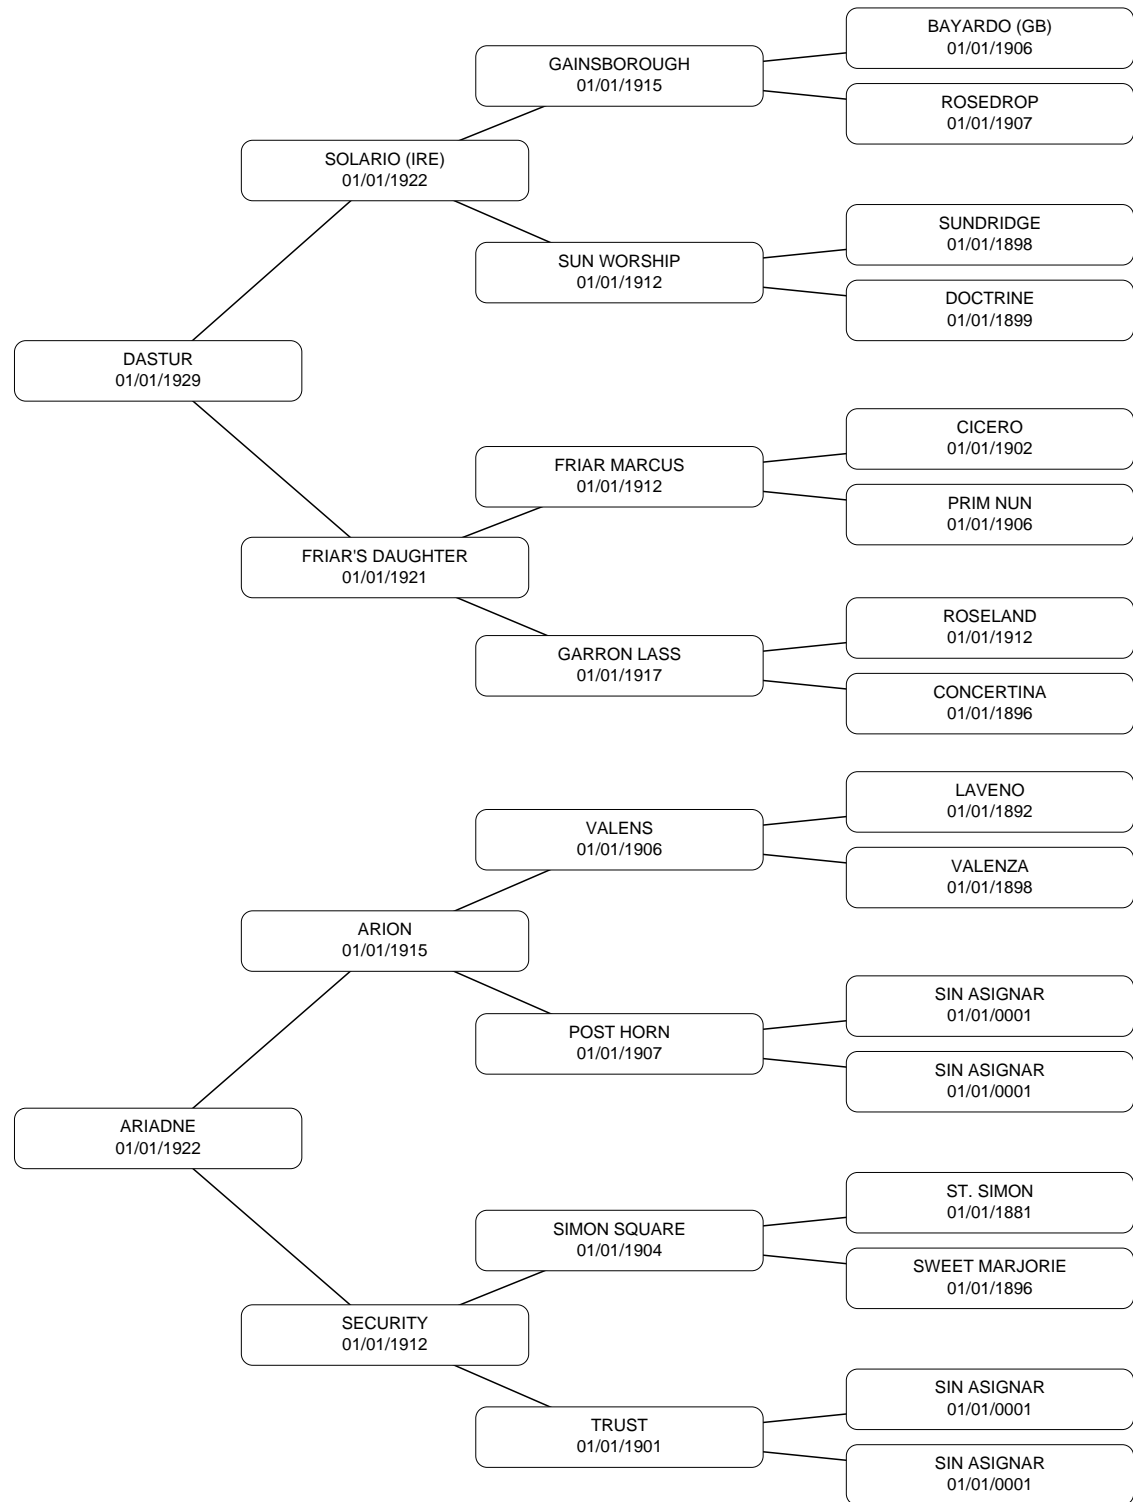 BAYARDO (GB)
01/01/1906
GAINSBOROUGH
01/01/1915
ROSEDROP
01/01/1907
SOLARIO (IRE)
01/01/1922
SUNDRIDGE
01/01/1898
SUN WORSHIP
01/01/1912
DOCTRINE
01/01/1899
DASTUR
01/01/1929
CICERO
01/01/1902
FRIAR MARCUS
01/01/1912
PRIM NUN
01/01/1906
FRIAR'S DAUGHTER
01/01/1921
ROSELAND
01/01/1912
GARRON LASS
01/01/1917
CONCERTINA
01/01/1896
LAVENO
01/01/1892
VALENS
01/01/1906
VALENZA
01/01/1898
ARION
01/01/1915
SIN ASIGNAR
01/01/0001
POST HORN
01/01/1907
SIN ASIGNAR
01/01/0001
ARIADNE
01/01/1922
ST. SIMON
01/01/1881
SIMON SQUARE
01/01/1904
SWEET MARJORIE
01/01/1896
SECURITY
01/01/1912
SIN ASIGNAR
01/01/0001
TRUST
01/01/1901
SIN ASIGNAR
01/01/0001